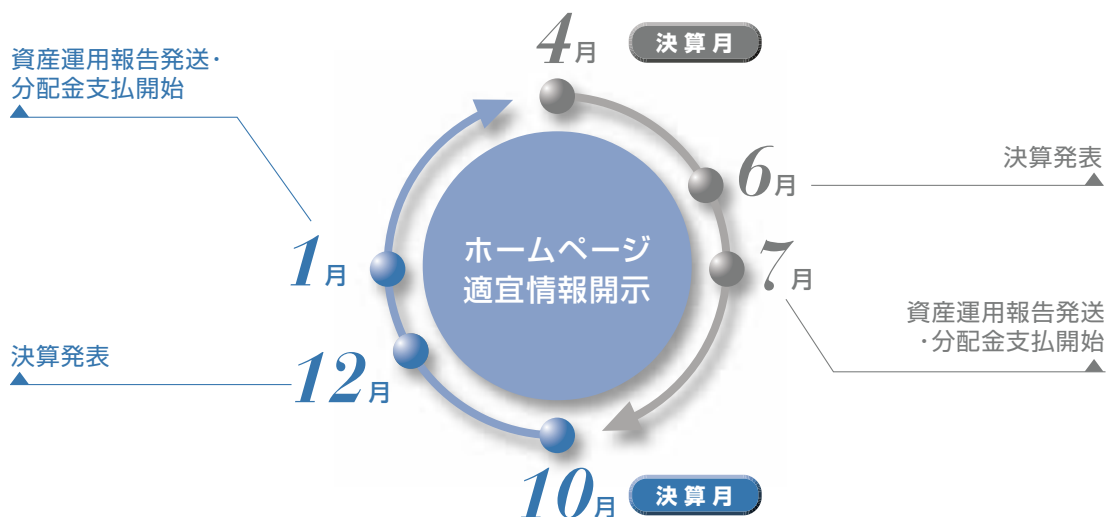 4月
決算月
資産運用報告発送・
分配金支払開始
6月
決算発表
ホームページ
適宜情報開示
1月
7月
資産運用報告発送
・分配金支払開始
決算発表
12月
10月
決算月